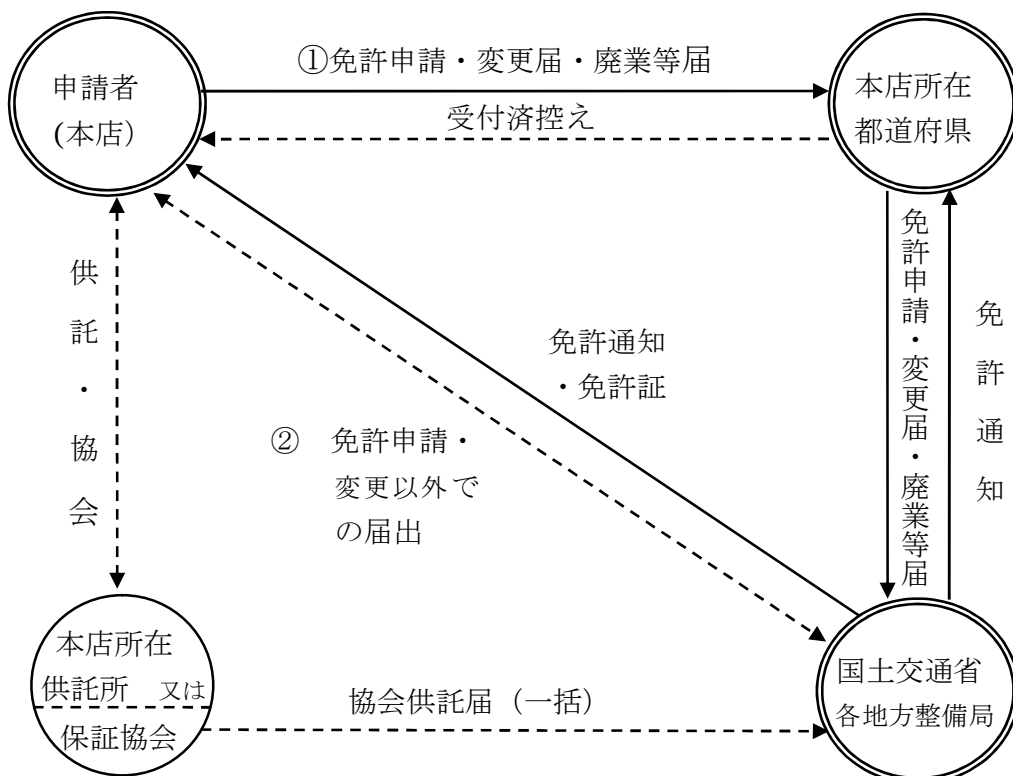 ①免許申請・変更届・廃業等届
申請者
(本店）
受付済控え
本店所在
都道府県
供託・協会
免許通知
・免許証
② 免許申請・
変更以外で
の届出
免許申請・変更届・廃業等届
免許通知
本店所在
供託所 又は
保証協会
協会供託届（一括）
国土交通省
各地方整備局